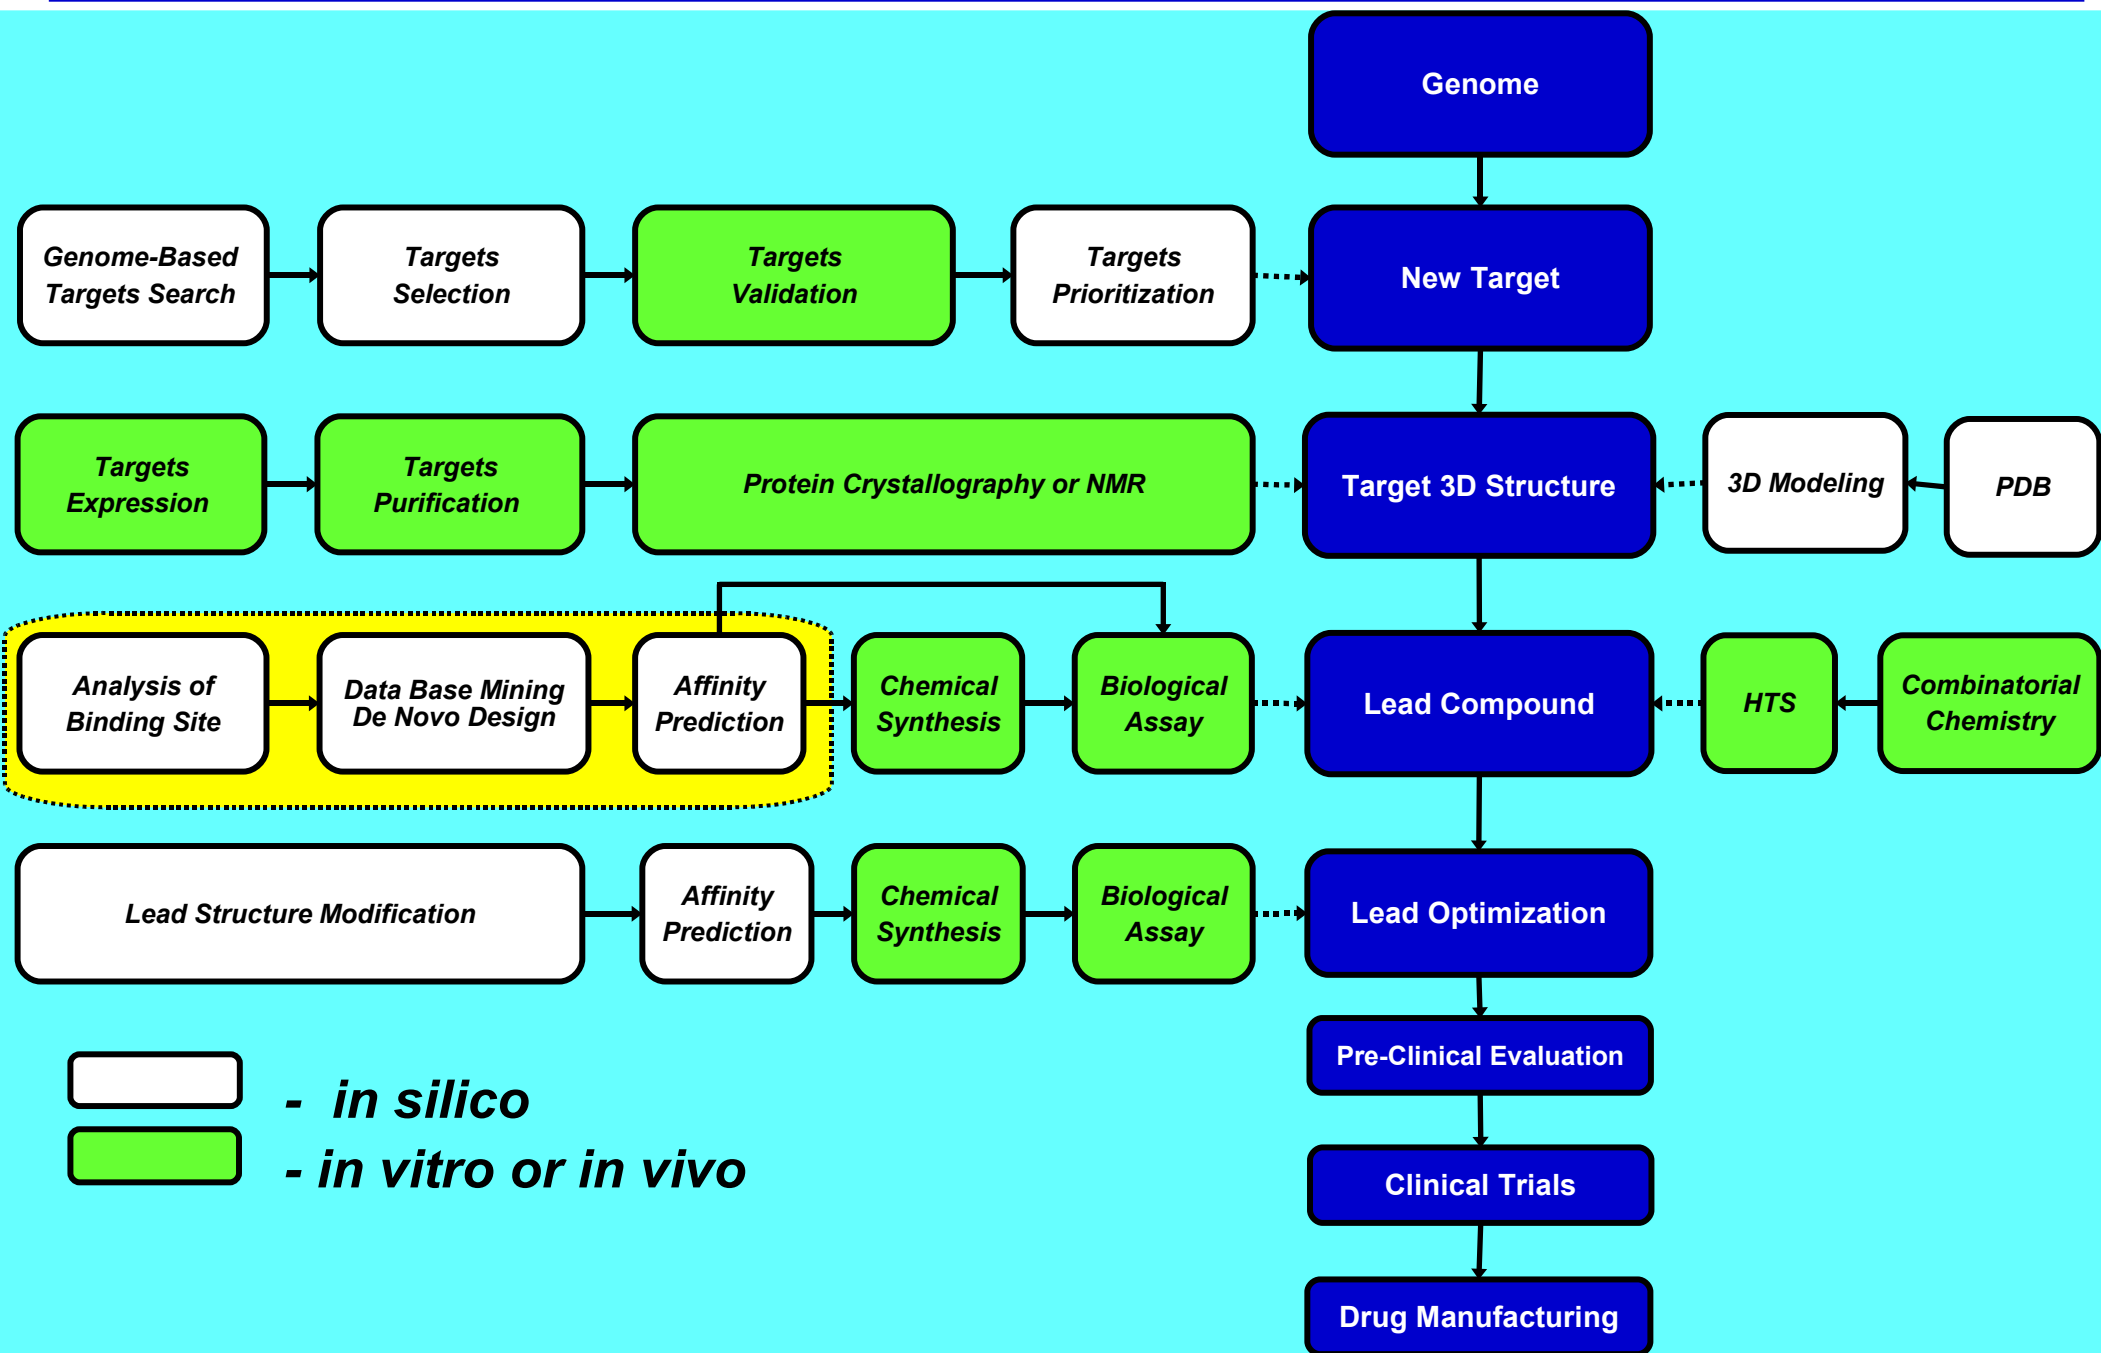 Genome
Genome-Based
Targets Search
Targets
Selection
Targets
Validation
Targets
Prioritization
New Target
Targets
Expression
Targets
Purification
Protein Crystallography or NMR
Target 3D Structure
3D Modeling
PDB
Analysis of
Binding Site
Data Base Mining
De Novo Design
Affinity
Prediction
Chemical
Synthesis
Biological
Assay
Lead Compound
HTS
Combinatorial
Chemistry
Lead Structure Modification
Affinity
Prediction
Chemical
Synthesis
Biological
Assay
Lead Optimization
Pre-Clinical Evaluation
- in silico
- in vitro or in vivo
Clinical Trials
Drug Manufacturing